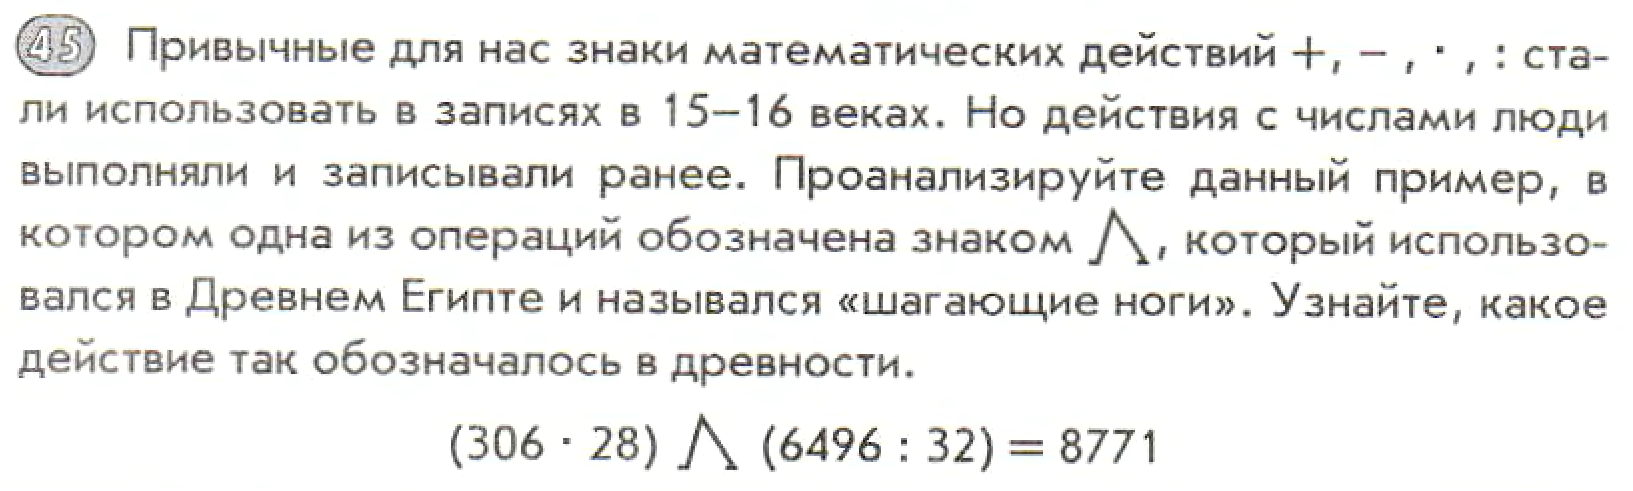 45 Привычные для нас знаки математических действий +, − , · , : ста-
ли использовать в записях в 15–16 веках. Но действия с числами люди
выполняли и записывали ранее. Проанализируйте данный пример, в
котором одна из операций обозначена знаком Λ, который использо-
вался в Древнем Египте и назывался «шагающие ноги». Узнайте, какое
действие так обозначалось в древности.
(306 · 28) Λ (6496 : 32) = 8771